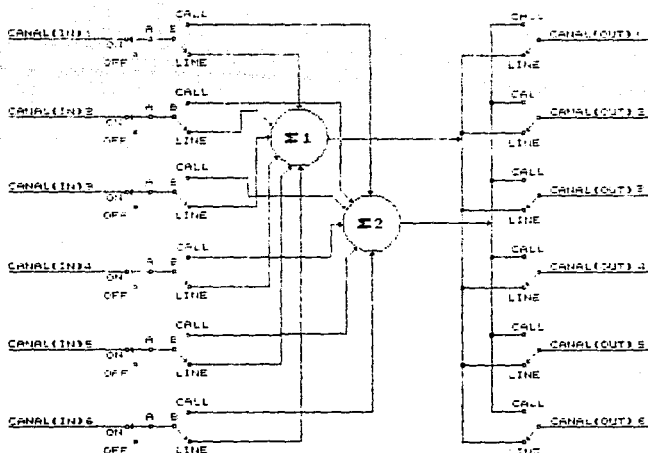 CALL
CALL
CANAL(IN)1
ON
A
B
CANAL(OUT)1
OFF
LINE
LINE
CALL
CALL
CANAL(IN)2
ON
A
B
Σ1
CANAL(OUT)2
OFF
LINE
LINE
CALL
CALL
CANAL(IN)3
ON
A
B
CANAL(OUT)3
OFF
LINE
LINE
Σ2
CALL
CALL
CANAL(IN)4
ON
A
B
CANAL(OUT)4
OFF
LINE
LINE
CALL
CALL
CANAL(IN)5
ON
A
B
CANAL(OUT)5
OFF
LINE
LINE
CALL
CALL
CANAL(IN)6
ON
A
B
CANAL(OUT)6
OFF
LINE
LINE